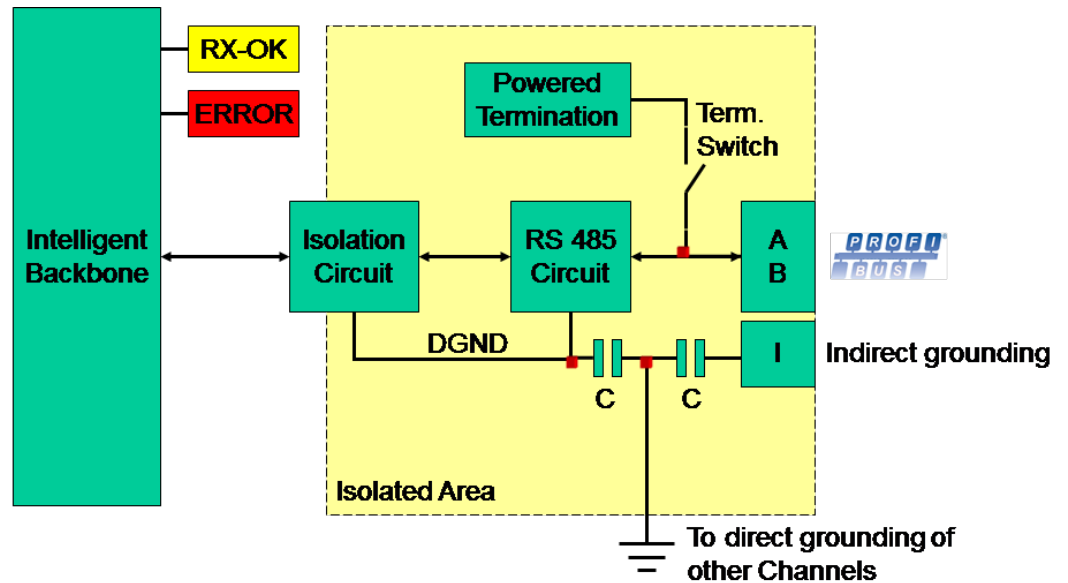 RX-OK
ERROR
Powered
Termination
Term.
Switch
Intelligent
Backbone
Isolation
Circuit
RS 485
Circuit
A
B
PROFI
BUS
DGND
C
C
I
Indirect grounding
Isolated Area
To direct grounding of
other Channels